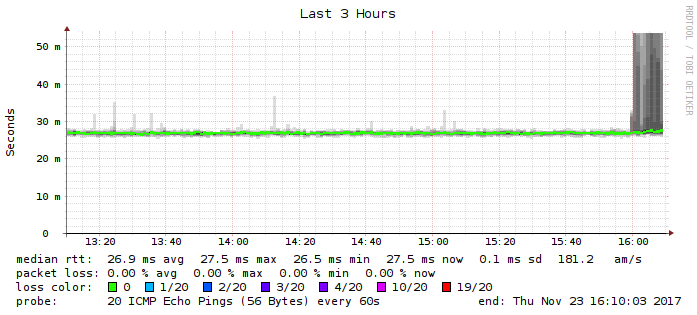 Last 3 Hours
RRDTOOL / TOBI OETIKER
Seconds
50 m
40 m
30 m
20 m
10 m
0
13:20 13:40 14:00 14:20 14:40 15:00 15:20 15:40 16:00
median rtt: 26.9 ms avg 27.5 ms max 26.5 ms min 27.5 ms now 0.1 ms sd 181.2 am/s
packet loss: 0.00 % avg 0.00 % max 0.00 % min 0.00 % now
loss color: 0 1/20 2/20 3/20 4/20 10/20 19/20
probe: 20 ICMP Echo Pings (56 Bytes) every 60s end: Thu Nov 23 16:10:03 2017